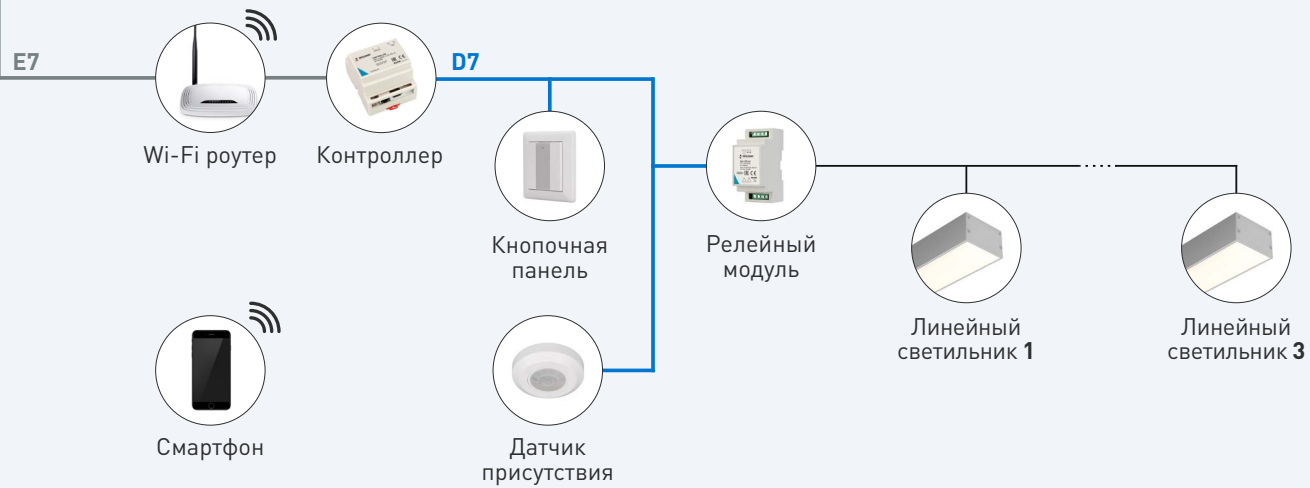 E7
D7
Wi-Fi роутер
Контроллер
Кнопочная
панель
Релейный
модуль
Линейный
светильник 1
Линейный
светильник 3
Смартфон
Датчик
присутствия